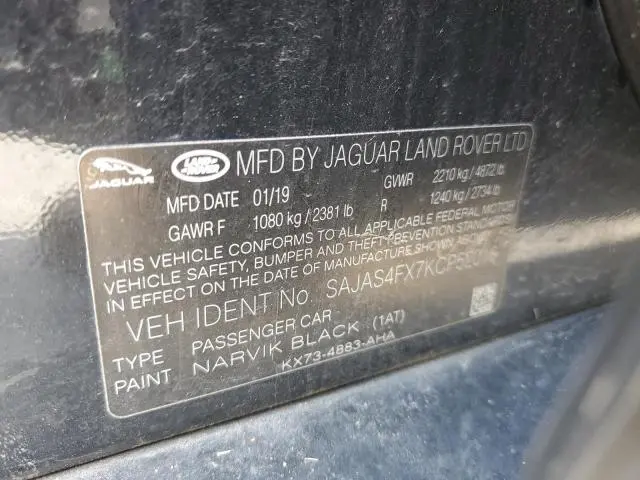 JAGUAR LAND ROVER MFD BY JAGUAR LAND ROVER LTD
MFD DATE 01/19 GVWR 2210 kg / 4872 lb
GAWR F 1080 kg / 2381 lb R 1240 kg / 2734 lb
THIS VEHICLE CONFORMS TO ALL APPLICABLE FEDERAL MOTOR
VEHICLE SAFETY, BUMPER AND THEFT PREVENTION STANDARDS
IN EFFECT ON THE DATE OF MANUFACTURE SHOWN ABOVE
VEH IDENT No.
TYPE PASSENGER CAR
PAINT NARVIK BLACK (1AT)
KX73-4883-AHA